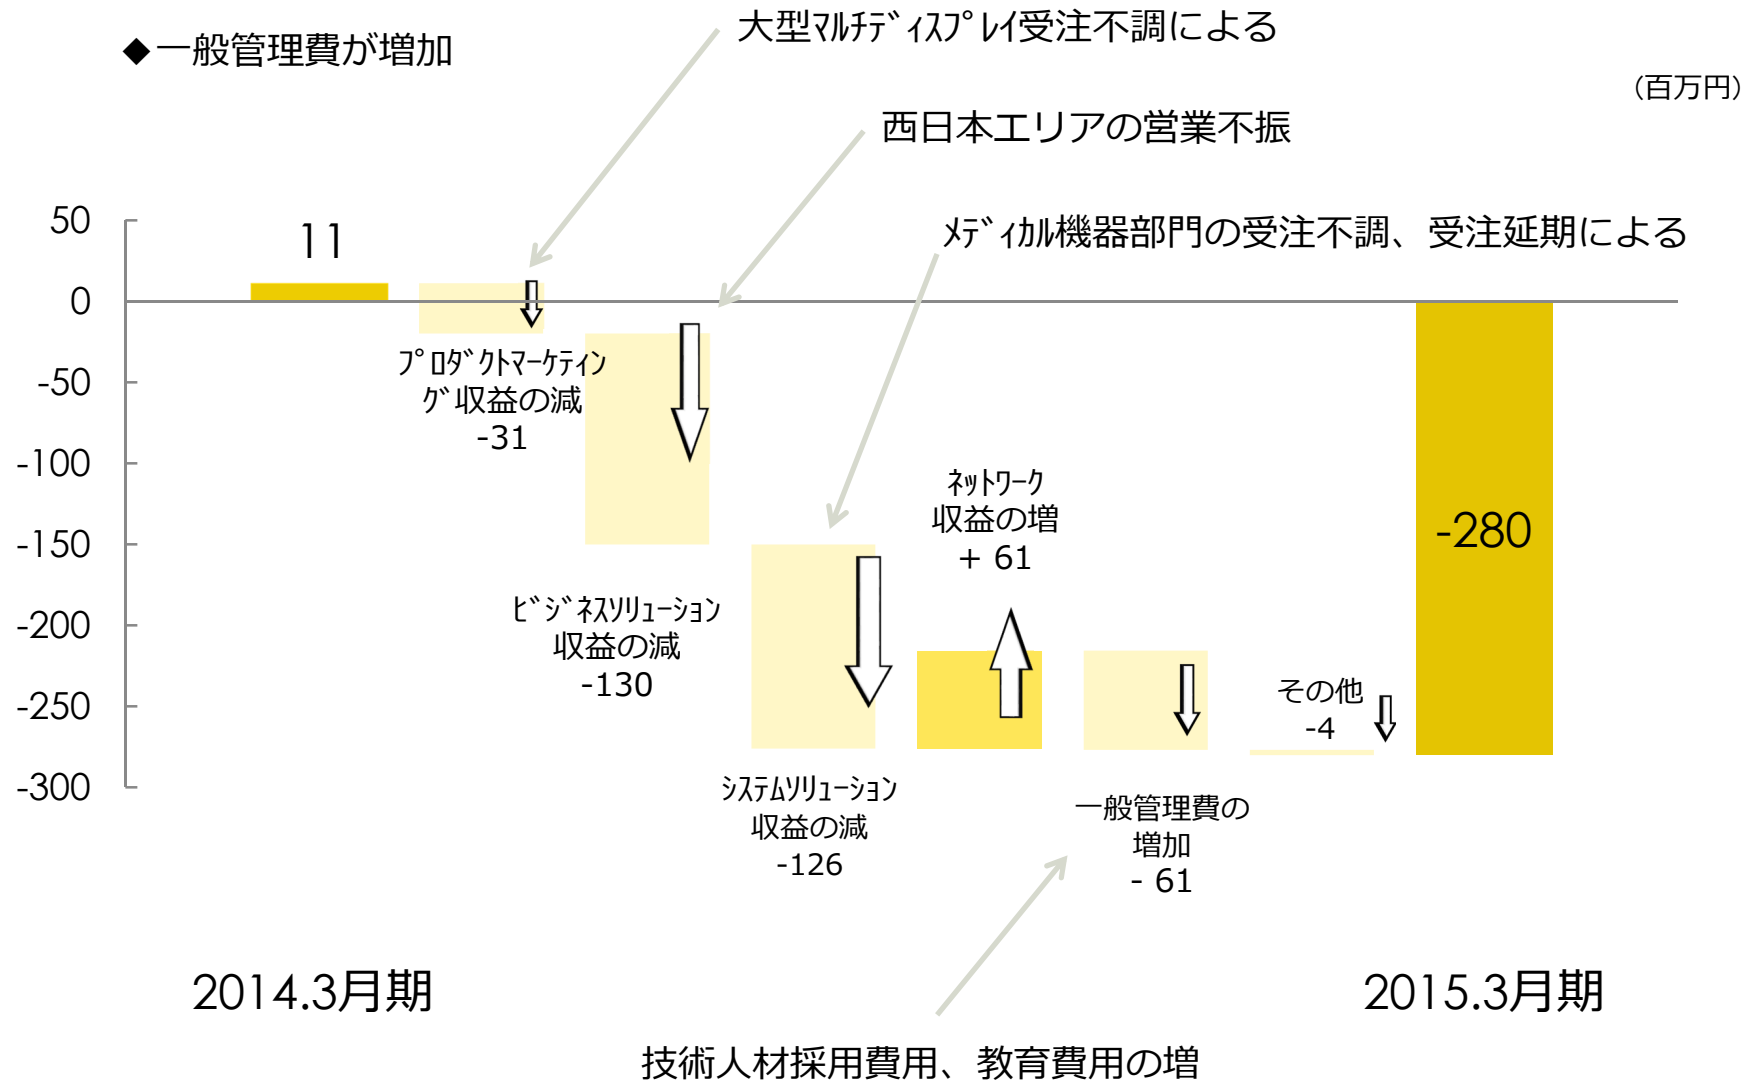 ◆一般管理費が増加
大型ﾏﾙﾁﾃﾞｨｽﾌﾟﾚｲ受注不調による
（百万円）
西日本エリアの営業不振
ﾒﾃﾞｨｶﾙ機器部門の受注不調、受注延期による
50
0
-50
-100
-150
-200
-250
-300
11
ﾌﾟﾛﾀﾞｸﾄﾏｰｹﾃｨﾝ
ｸﾞ収益の減
-31
ﾋﾞｼﾞﾈｽｿﾘｭｰｼｮﾝ
収益の減
-130
ｼｽﾃﾑｿﾘｭｰｼｮﾝ
収益の減
-126
ﾈｯﾄﾜｰｸ
収益の増
+ 61
一般管理費の
増加
- 61
その他
-4
-280
2014.3月期
2015.3月期
技術人材採用費用、教育費用の増